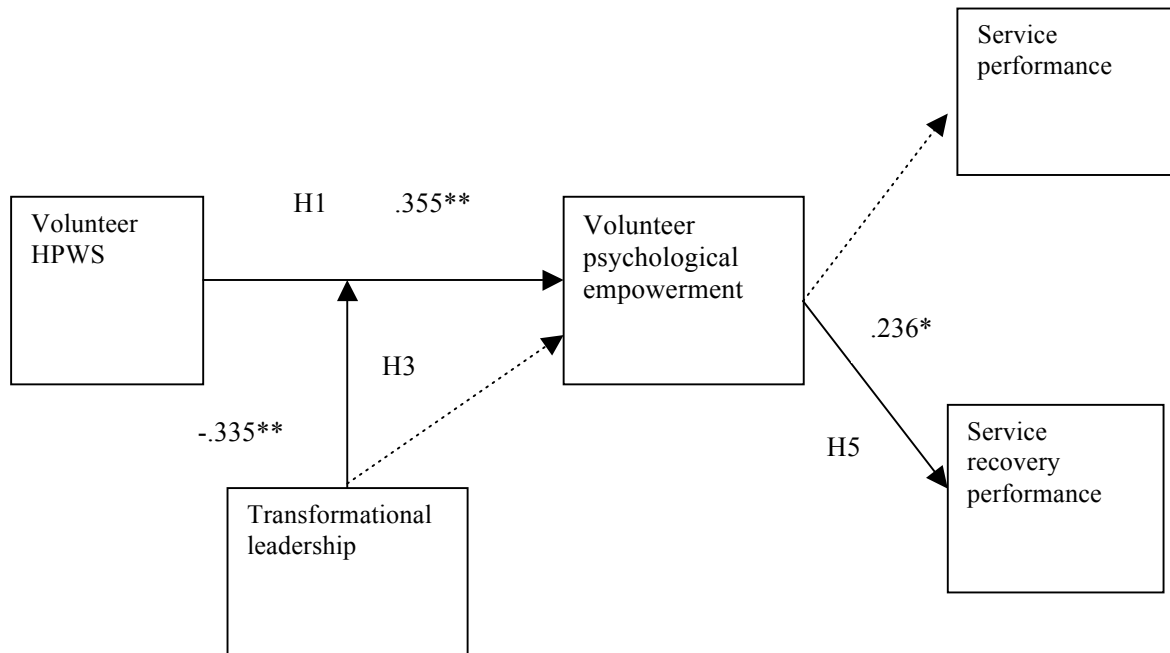 Service
performance
H1 .355**
Volunteer
HPWS
Volunteer
psychological
empowerment
.236*
H3
-.335**
H5
Service
recovery
performance
Transformational
leadership